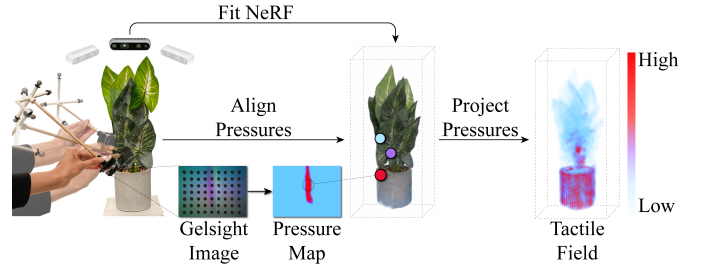 Fit NeRF
Align
Pressures
Project
Pressures
High
Low
Gelsight
Image
Pressure
Map
Tactile
Field